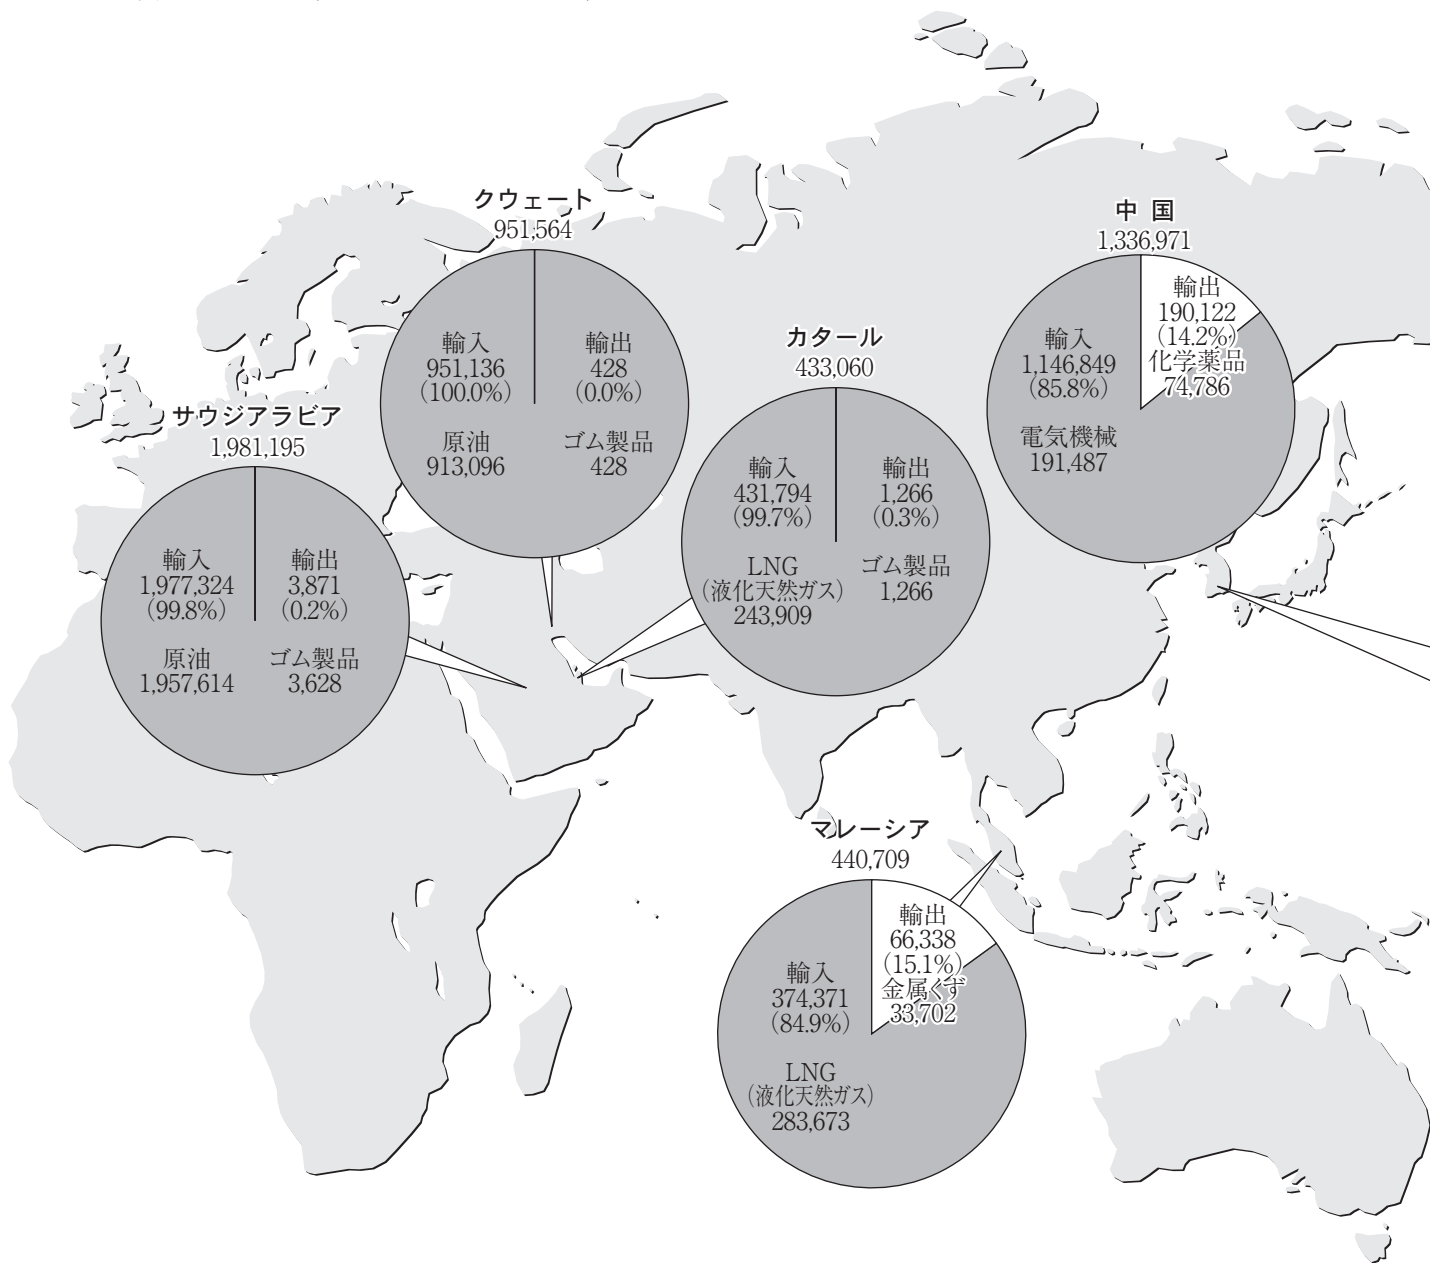 クウェート
951,564
輸入
951,136
(100.0%)
原油
913,096
輸出
428
(0.0%)
ゴム製品
428
中 国
1,336,971
輸入
1,146,849
(85.8%)
電気機械
191,487
輸出
190,122
(14.2%)
化学薬品
74,786
カタール
433,060
輸入
431,794
(99.7%)
LNG
(液化天然ガス)
243,909
輸出
1,266
(0.3%)
ゴム製品
1,266
サウジアラビア
1,981,195
輸入
1,977,324
(99.8%)
原油
1,957,614
輸出
3,871
(0.2%)
ゴム製品
3,628
マレーシア
440,709
輸入
374,371
(84.9%)
LNG
(液化天然ガス)
283,673
輸出
66,338
(15.1%)
金属くず
33,702